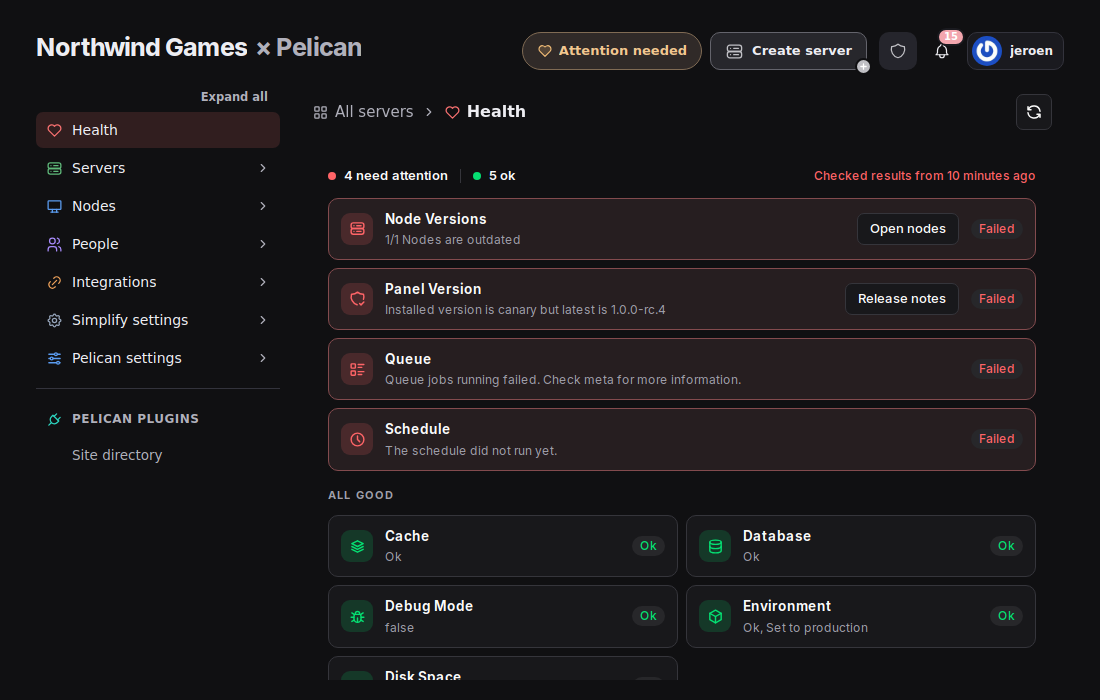 Northwind Games × Pelican
Attention needed
Create server
15
jeroen
Expand all
Health
Servers
Nodes
People
Integrations
Simplify settings
Pelican settings
PELICAN PLUGINS
Site directory
All servers
Health
4 need attention
5 ok
Checked results from 10 minutes ago
Node Versions
1/1 Nodes are outdated
Open nodes
Failed
Panel Version
Installed version is canary but latest is 1.0.0-rc.4
Release notes
Failed
Queue
Queue jobs running failed. Check meta for more information.
Failed
Schedule
The schedule did not run yet.
Failed
ALL GOOD
Cache
Ok
Ok
Database
Ok
Ok
Debug Mode
false
Ok
Environment
Ok, Set to production
Ok
Disk Space